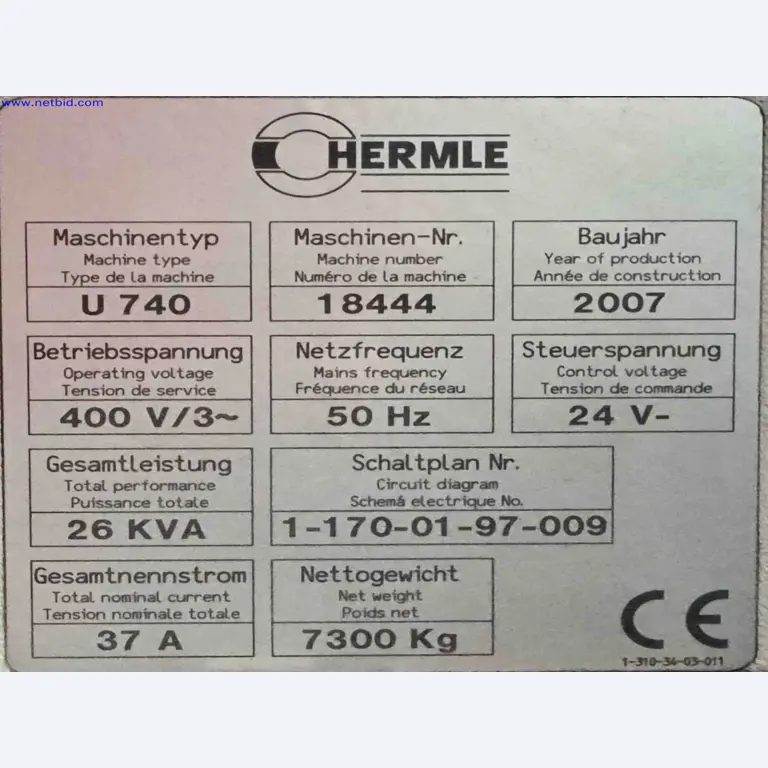 www.netbid.com
HERMLE
Maschinentyp
Machine type
Type de la machine
U 740
Maschinen-Nr.
Machine number
Numéro de la machine
18444
Baujahr
Year of production
Année de construction
2007
Betriebsspannung
Operating voltage
Tension de service
400 V/3~
Netzfrequenz
Mains frequency
Fréquence du réseau
50 Hz
Steuerspannung
Control voltage
Tension de commande
24 V-
Gesamtleistung
Total performance
Puissance totale
26 KVA
Schaltplan Nr.
Circuit diagram
Schemá electrique No.
1-170-01-97-009
Gesamtnennstrom
Total nominal current
Tension nominale totale
37 A
Nettogewicht
Net weight
Poids net
7300 Kg
CE
1-310-34-03-011